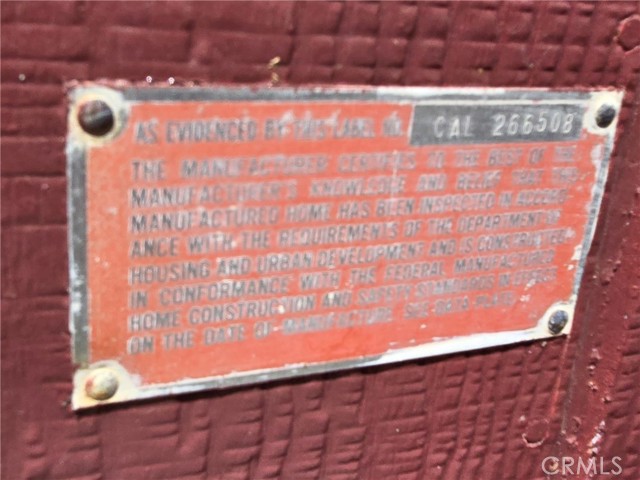 AS EVIDENCED BY THIS LABEL NO. CAL 266508
THE MANUFACTURER CERTIFIES TO THE BEST OF THE
MANUFACTURER'S KNOWLEDGE AND BELIEF THAT THIS
MANUFACTURED HOME HAS BEEN INSPECTED IN ACCORD-
ANCE WITH THE REQUIREMENTS OF THE DEPARTMENT OF
HOUSING AND URBAN DEVELOPMENT AND IS CONSTRUCTED
IN CONFORMANCE WITH THE FEDERAL MANUFACTURED
HOME CONSTRUCTION AND SAFETY STANDARDS IN EFFECT
ON THE DATE OF MANUFACTURE. SEE DATA PLATE.
CRMLS